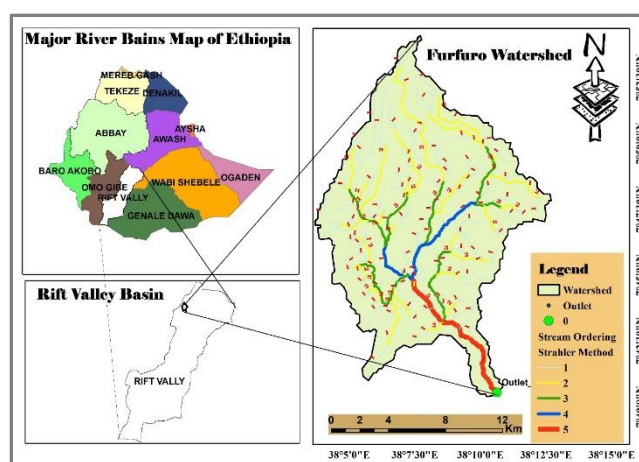 Major River Bains Map of Ethiopia
MEREB GASH
TEKEZE
DENAKIL
ABBAY
AYSHA
AWASH
BARO AKOBO
OMO GIBE
WABI SHEBELE
OGADEN
RIFT VALLEY
GENALE DAWA
Rift Valley Basin
RIFT VALLEY
Furfuro Watershed
N
Outlet
Legend
Watershed
Outlet
0
Stream Ordering
Strahler Method
1
2
3
4
5
0 2 4 8 12
Km
38°5'0"E 38°7'30"E 38°10'0"E 38°12'30"E 38°15'0"E